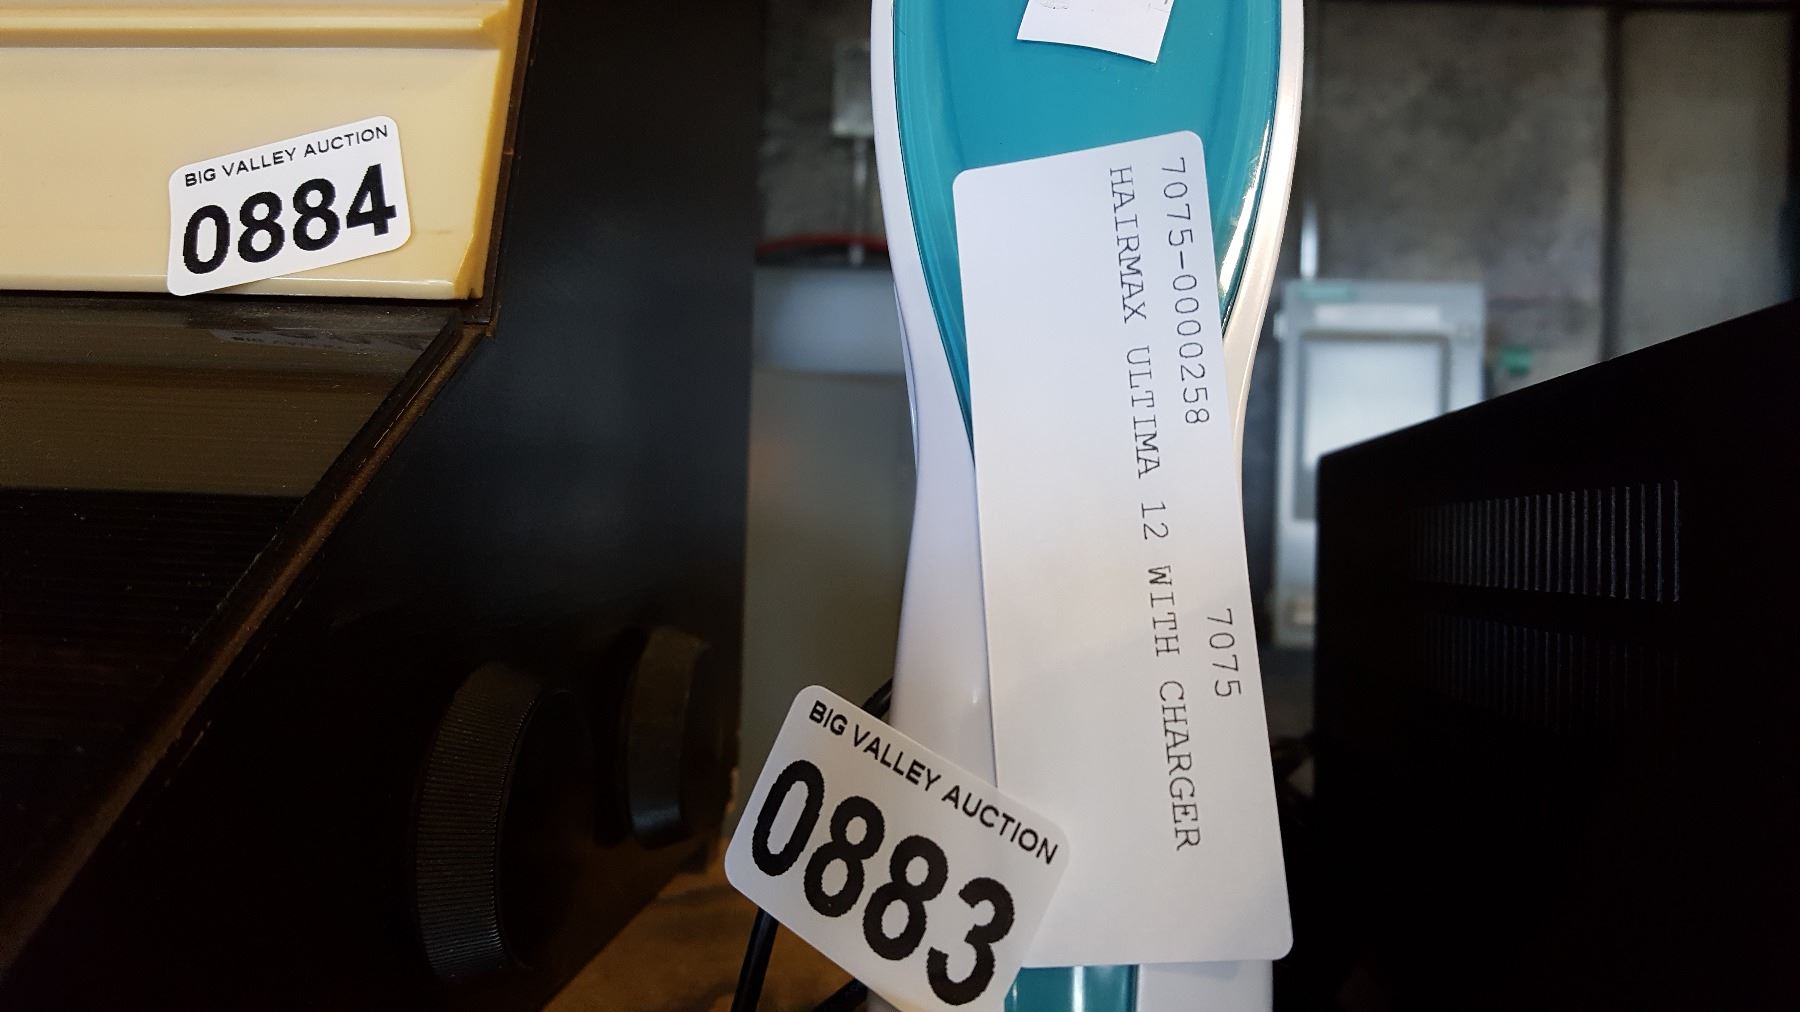 BIG VALLEY AUCTION
0884
7075
7075-0000258
HAIRMAX ULTIMA 12 WITH CHARGER
BIG VALLEY AUCTION
0883